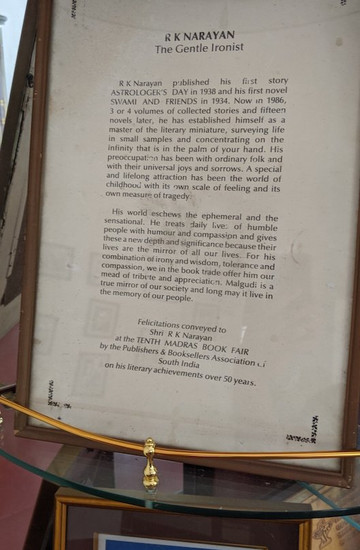 R K NARAYAN
The Gentle Ironist
R K Narayan published his first story
ASTROLOGER'S DAY in 1938 and his first novel
SWAMI AND FRIENDS in 1934. Now in 1986,
3 or 4 volumes of collected stories and fifteen
novels later, he has established himself as a
master of the literary miniature, surveying life
in small samples and concentrating on the
infinity that is in the palm of your hand. His
preoccupation has been with ordinary folk and
with their universal joys and sorrows. A special
and lifelong attraction has been the world of
childhood with its own scale of feeling and its
own measure of tragedy.
His world eschews the ephemeral and the
sensational. He treats daily lives of humble
people with humour and compassion and gives
these a new depth and significance because their
lives are the mirror of all our lives. For his
combination of irony and wisdom, tolerance and
compassion, we in the book trade offer him our
mead of tribute and appreciation. Malgudi is a
true mirror of our society and long may it live in
the memory of our people.
Felicitations conveyed to
Shri R K Narayan
at the TENTH MADRAS BOOK FAIR
by the Publishers & Booksellers Association of
South India
on his literary achievements over 50 years.